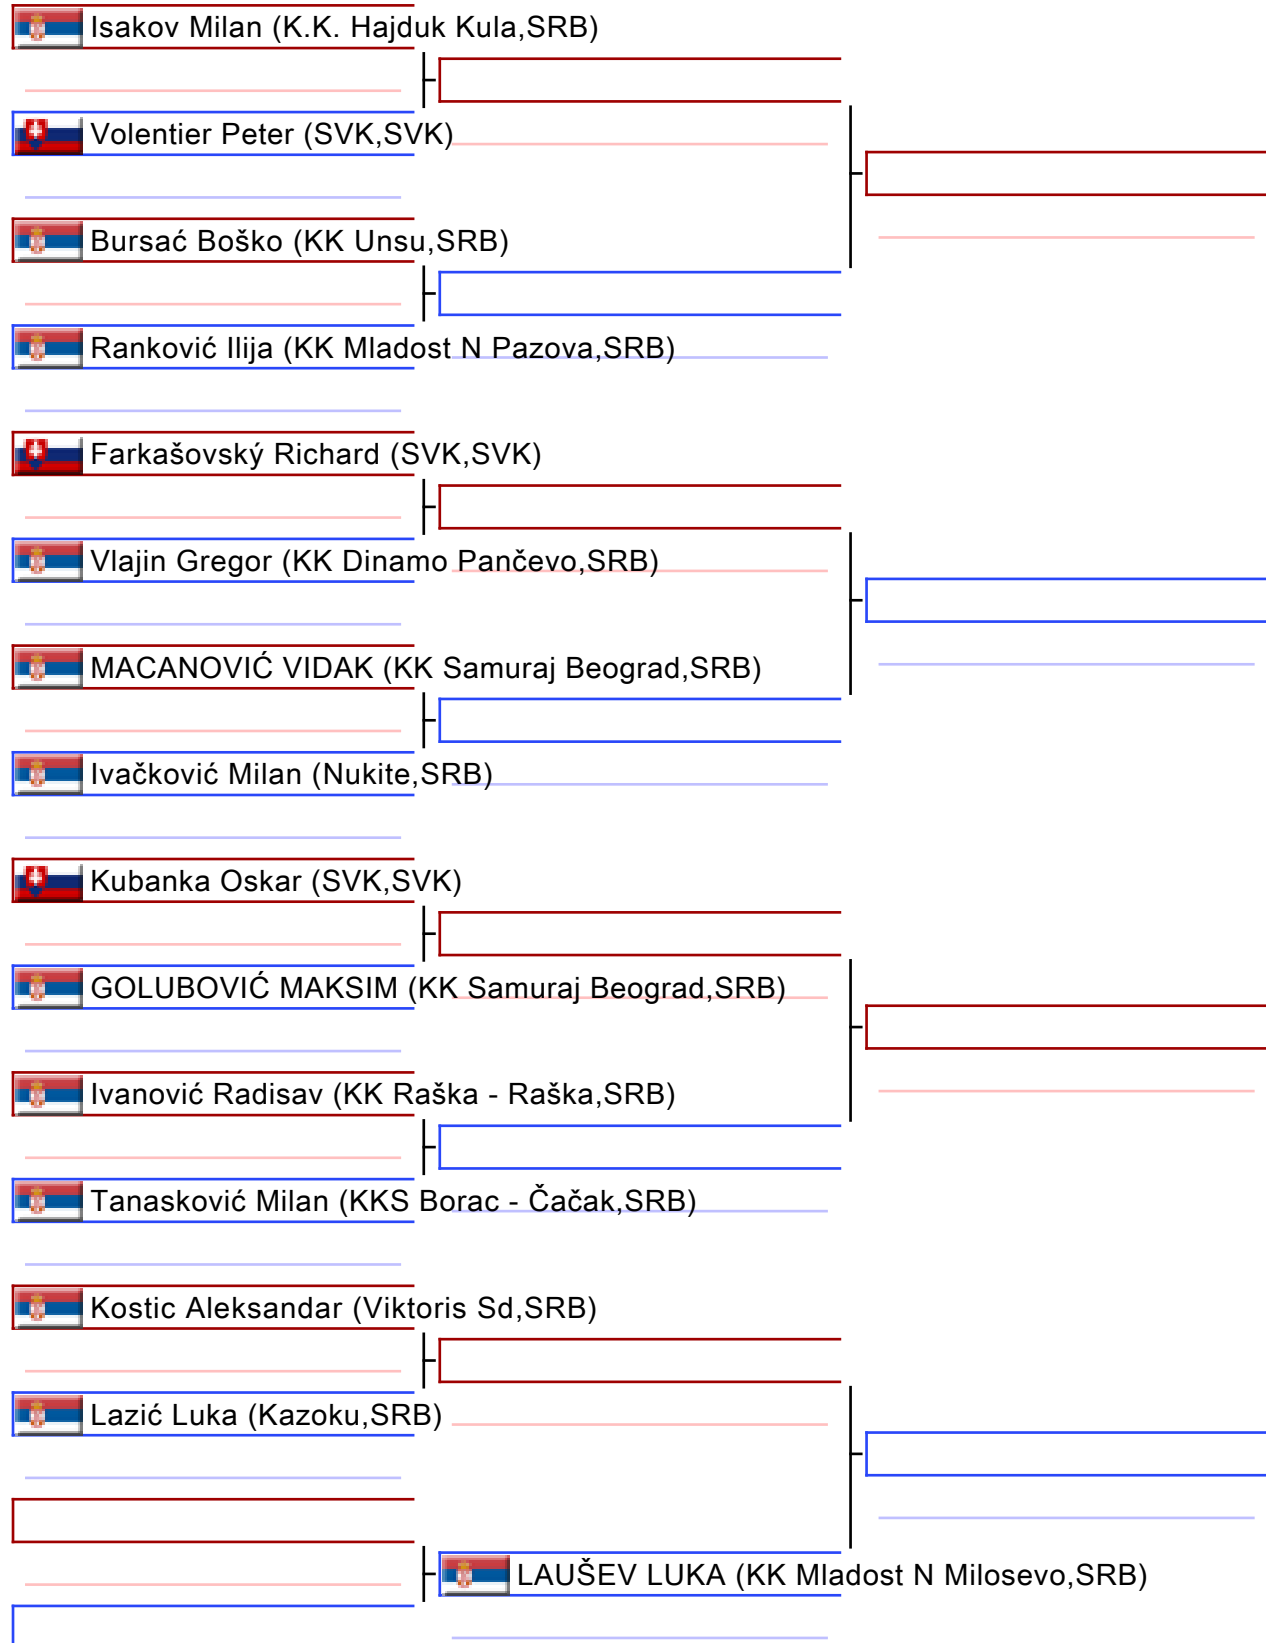 Isakov Milan (K.K. Hajduk Kula,SRB)
Volentier Peter (SVK,SVK)
Bursać Boško (KK Unsu,SRB)
Ranković Ilija (KK Mladost N Pazova,SRB)
Farkašovský Richard (SVK,SVK)
Vlajin Gregor (KK Dinamo Pančevo,SRB)
MACANOVIĆ VIDAK (KK Samuraj Beograd,SRB)
Ivačković Milan (Nukite,SRB)
Kubanka Oskar (SVK,SVK)
GOLUBOVIĆ MAKSIM (KK Samuraj Beograd,SRB)
Ivanović Radisav (KK Raška - Raška,SRB)
Tanasković Milan (KKS Borac - Čačak,SRB)
Kostic Aleksandar (Viktoris Sd,SRB)
Lazić Luka (Kazoku,SRB)
LAUŠEV LUKA (KK Mladost N Milosevo,SRB)